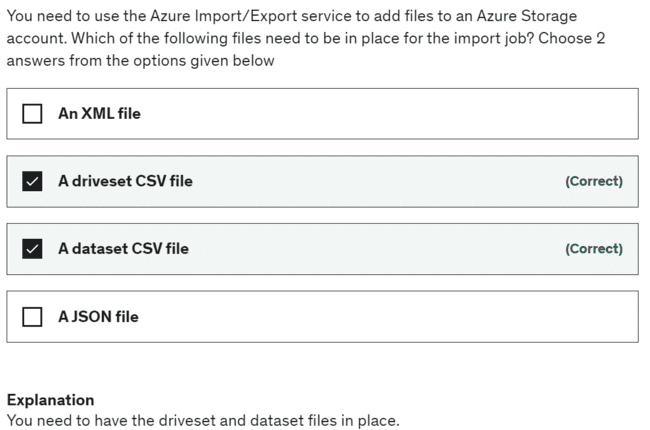 You need to use the Azure Import/Export service to add files to an Azure Storage
account. Which of the following files need to be in place for the import job? Choose 2
answers from the options given below
An XML file
A driveset CSV file (Correct)
A dataset CSV file (Correct)
A JSON file
Explanation
You need to have the driveset and dataset files in place.